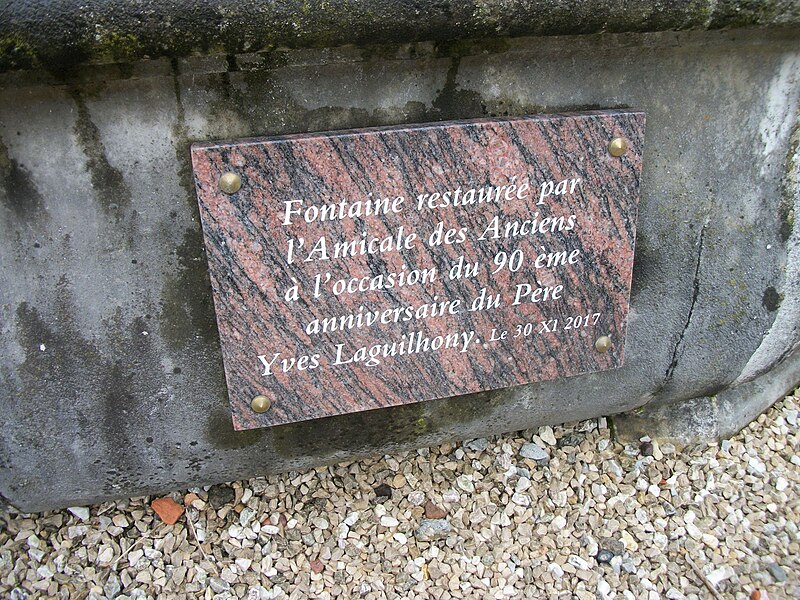 Fontaine restaurée par
l'Amicale des Anciens
à l'occasion du 90 ème
anniversaire du Père
Yves Laguilhony. Le 30 XI 2017